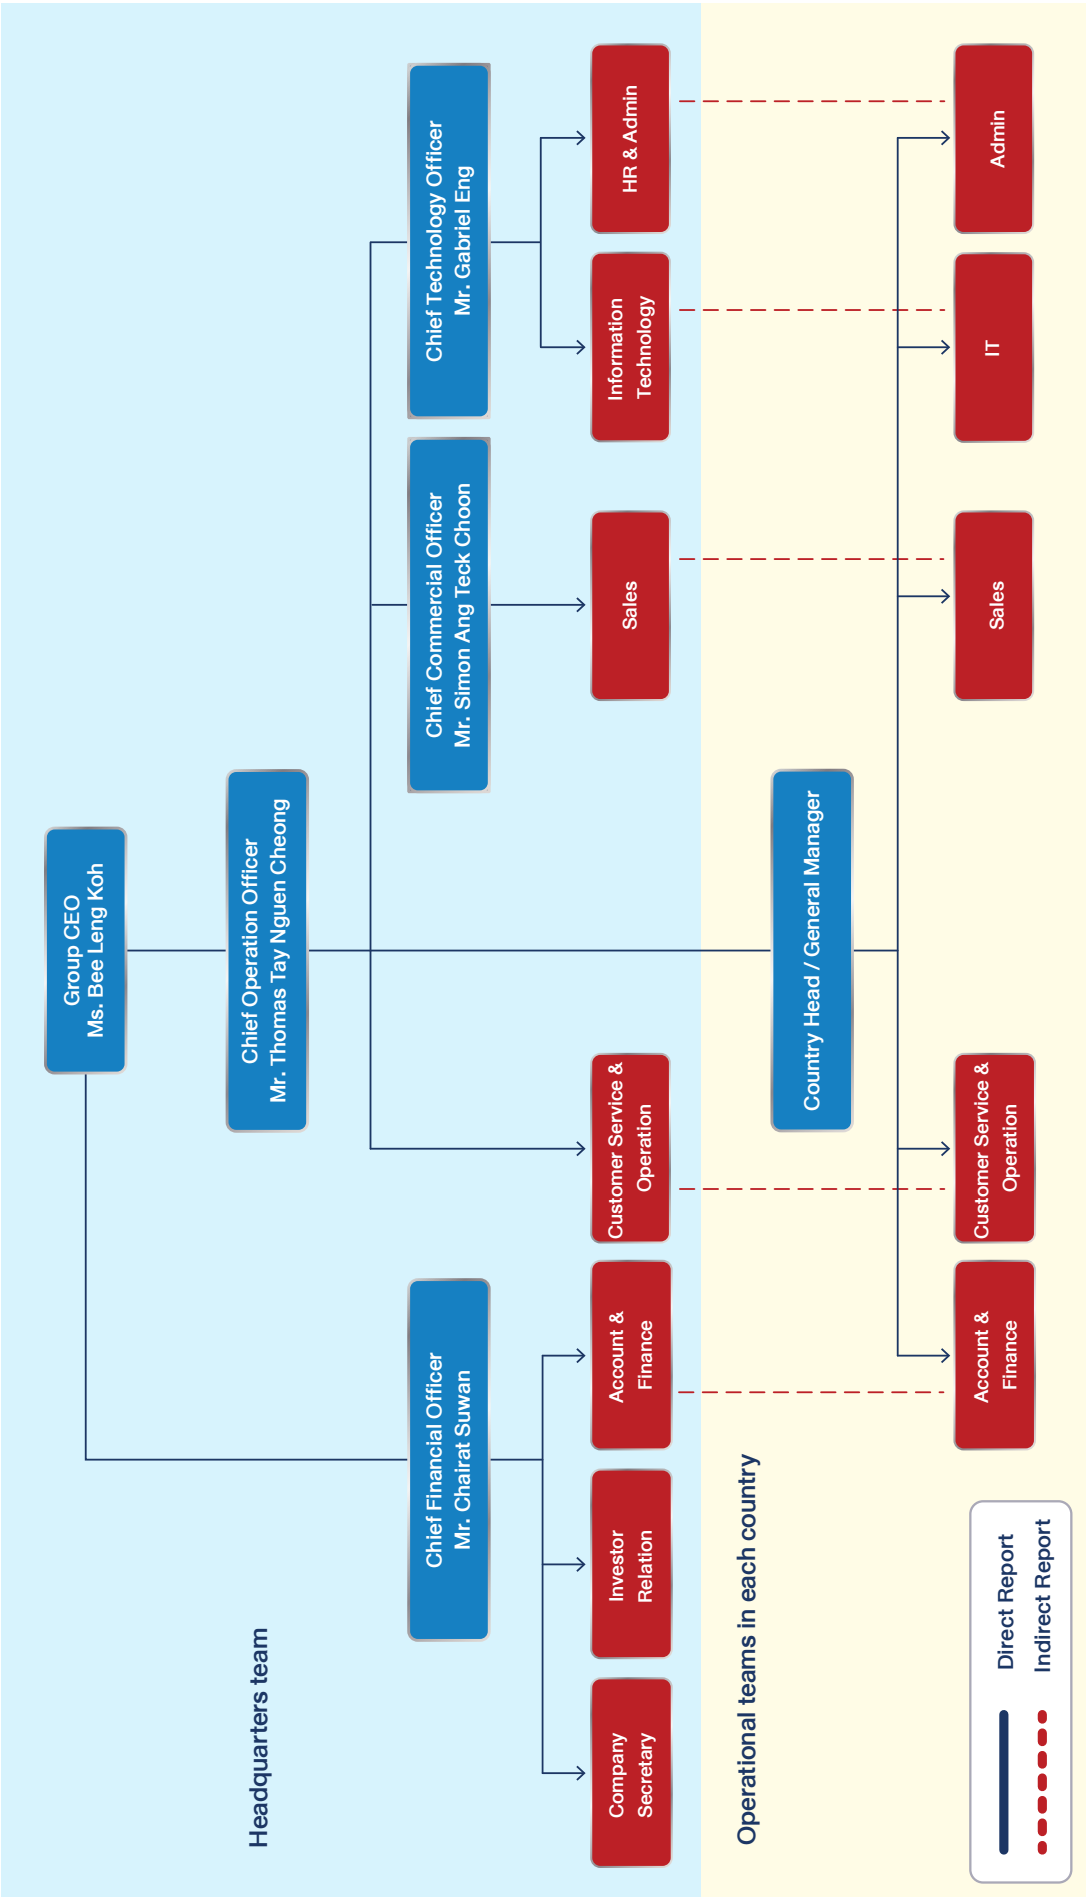 Group CEO
Ms. Bee Leng Koh
Chief Operation Officer
Mr. Thomas Tay Nguen Cheong
Headquarters team
Chief Financial Officer
Mr. Chairat Suwan
Chief Commercial Officer
Mr. Simon Ang Teck Choon
Chief Technology Officer
Mr. Gabriel Eng
Company
Secretary
Investor
Relation
Account &
Finance
Customer Service &
Operation
Sales
Information
Technology
HR & Admin
Operational teams in each country
Country Head / General Manager
Account &
Finance
Customer Service &
Operation
Sales
IT
Admin
Direct Report
Indirect Report